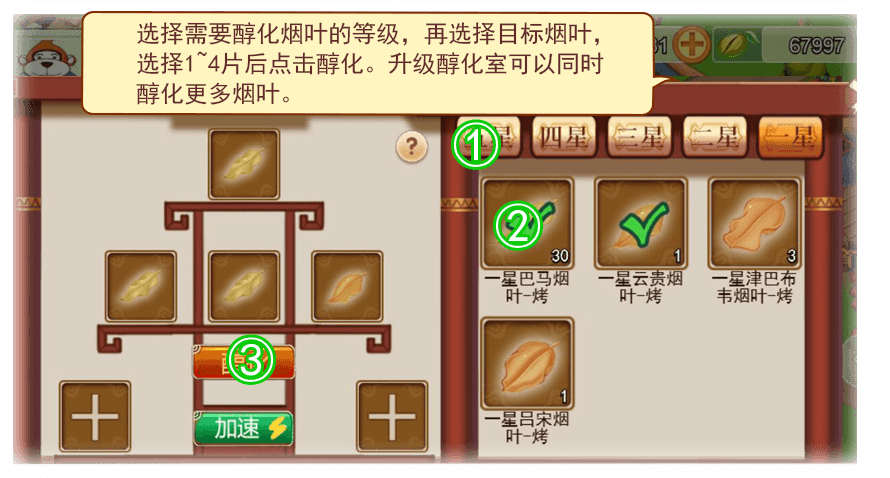 选择需要醇化烟叶的等级，再选择目标烟叶，
选择1~4片后点击醇化。升级醇化室可以同时
醇化更多烟叶。
67997
?
① 星 四星 三星 二星 一星
②
30 1 3
一星巴马烟
叶-烤
一星云贵烟
叶-烤
一星津巴布
韦烟叶-烤
③
加速
1
一星吕宋烟
叶-烤